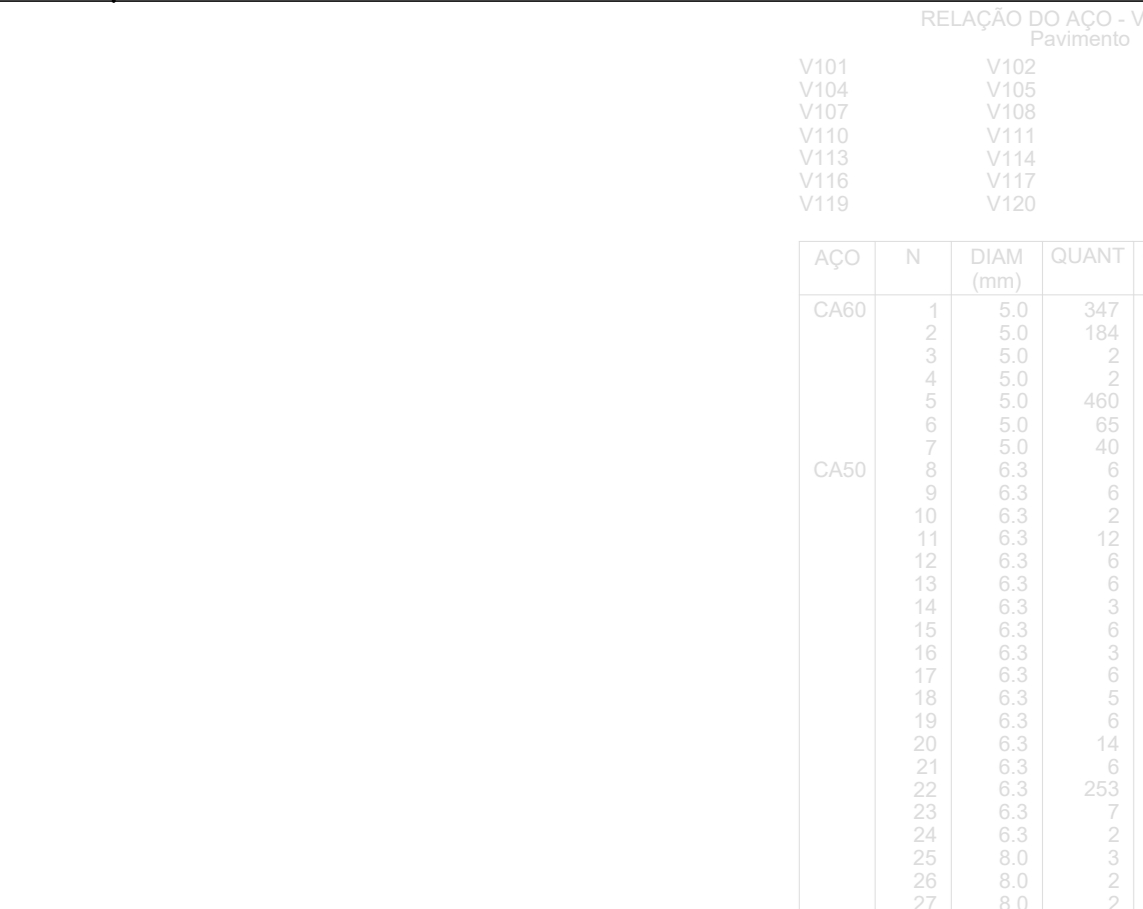 RELAÇÃO DO AÇO - V
Pavimento
V101 V102
V104 V105
V107 V108
V110 V111
V113 V114
V116 V117
V119 V120
AÇO N DIAM QUANT
(mm)
CA60 1 5.0 347
2 5.0 184
3 5.0 2
4 5.0 2
5 5.0 460
6 5.0 65
7 5.0 40
CA50 8 6.3 6
9 6.3 6
10 6.3 2
11 6.3 12
12 6.3 6
13 6.3 6
14 6.3 3
15 6.3 6
16 6.3 3
17 6.3 6
18 6.3 5
19 6.3 6
20 6.3 14
21 6.3 6
22 6.3 253
23 6.3 7
24 6.3 2
25 8.0 3
26 8.0 2
27 8.0 2